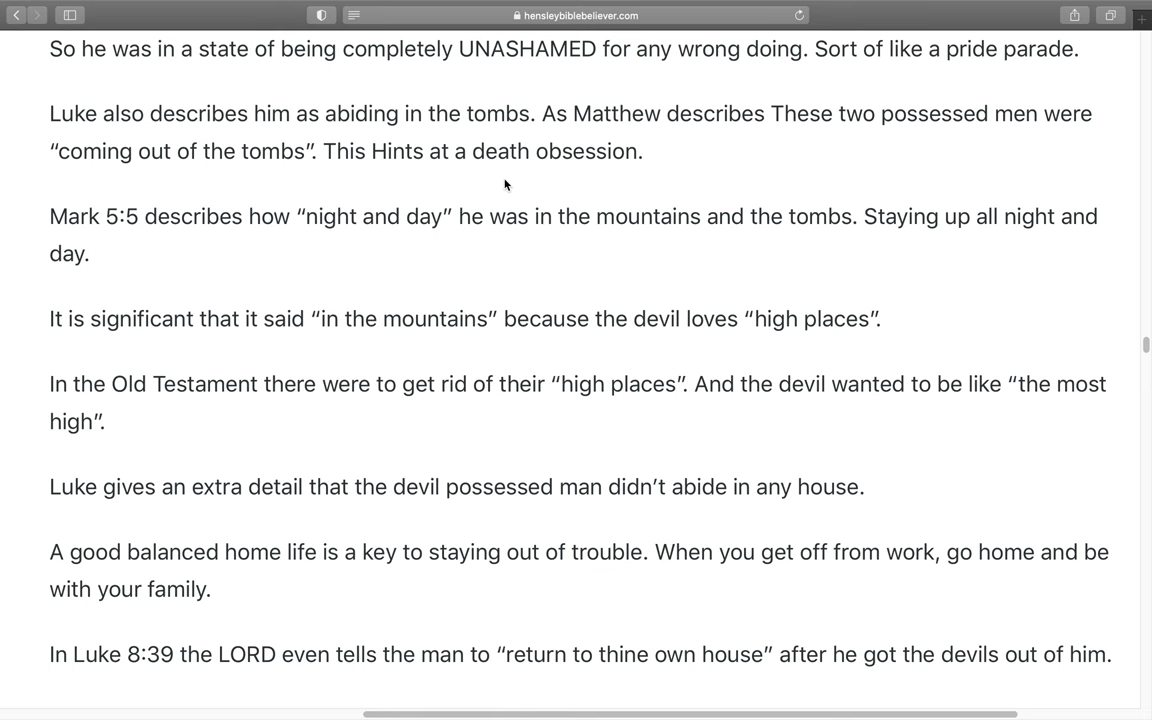 hensleybiblebeliever.com
So he was in a state of being completely UNASHAMED for any wrong doing. Sort of like a pride parade.
Luke also describes him as abiding in the tombs. As Matthew describes These two possessed men were
“coming out of the tombs”. This Hints at a death obsession.
Mark 5:5 describes how “night and day” he was in the mountains and the tombs. Staying up all night and
day.
It is significant that it said “in the mountains” because the devil loves “high places”.
In the Old Testament there were to get rid of their “high places”. And the devil wanted to be like “the most
high”.
Luke gives an extra detail that the devil possessed man didn’t abide in any house.
A good balanced home life is a key to staying out of trouble. When you get off from work, go home and be
with your family.
In Luke 8:39 the LORD even tells the man to “return to thine own house” after he got the devils out of him.